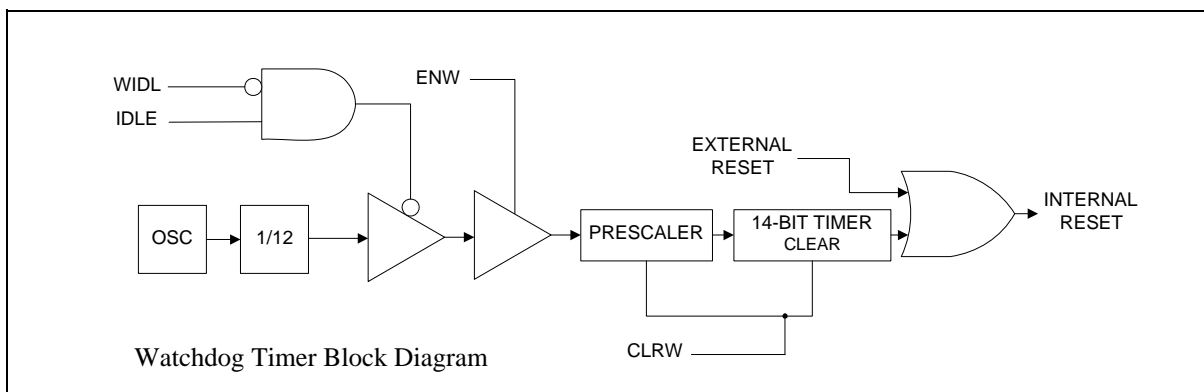 WIDL
IDLE
ENW
EXTERNAL
RESET
INTERNAL
RESET
OSC
1/12
PRESCALER
14-BIT TIMER
CLEAR
CLRW
Watchdog Timer Block Diagram